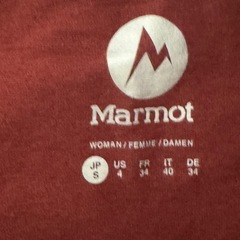 Marmot
WOMAN / FEMME / DAMEN
JP US FR IT DE
S 4 34 40 34